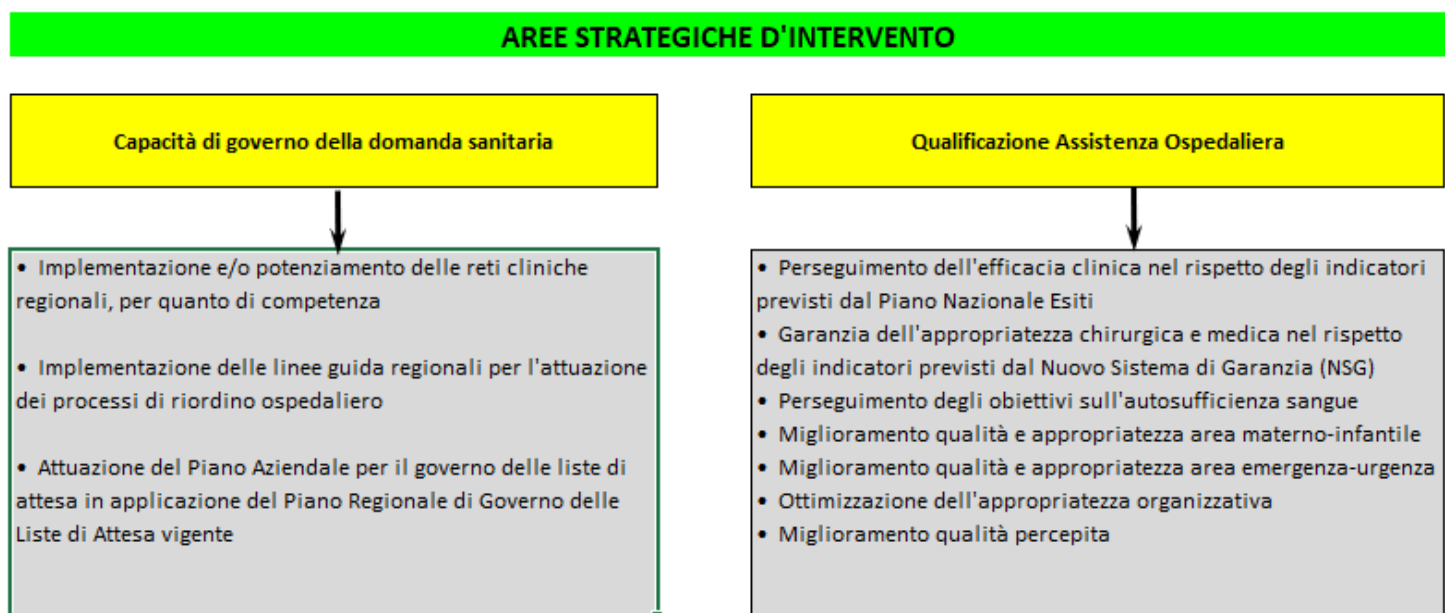 AREE STRATEGICHE D'INTERVENTO
Capacità di governo della domanda sanitaria
• Implementazione e/o potenziamento delle reti cliniche
regionali, per quanto di competenza
• Implementazione delle linee guida regionali per l'attuazione
dei processi di riordino ospedaliero
• Attuazione del Piano Aziendale per il governo delle liste di
attesa in applicazione del Piano Regionale di Governo delle
Liste di Attesa vigente
Qualificazione Assistenza Ospedaliera
• Perseguimento dell'efficacia clinica nel rispetto degli indicatori
previsti dal Piano Nazionale Esiti
• Garanzia dell'appropriatezza chirurgica e medica nel rispetto
degli indicatori previsti dal Nuovo Sistema di Garanzia (NSG)
• Perseguimento degli obiettivi sull'autosufficienza sangue
• Miglioramento qualità e appropriatezza area materno-infantile
• Miglioramento qualità e appropriatezza area emergenza-urgenza
• Ottimizzazione dell'appropriatezza organizzativa
• Miglioramento qualità percepita